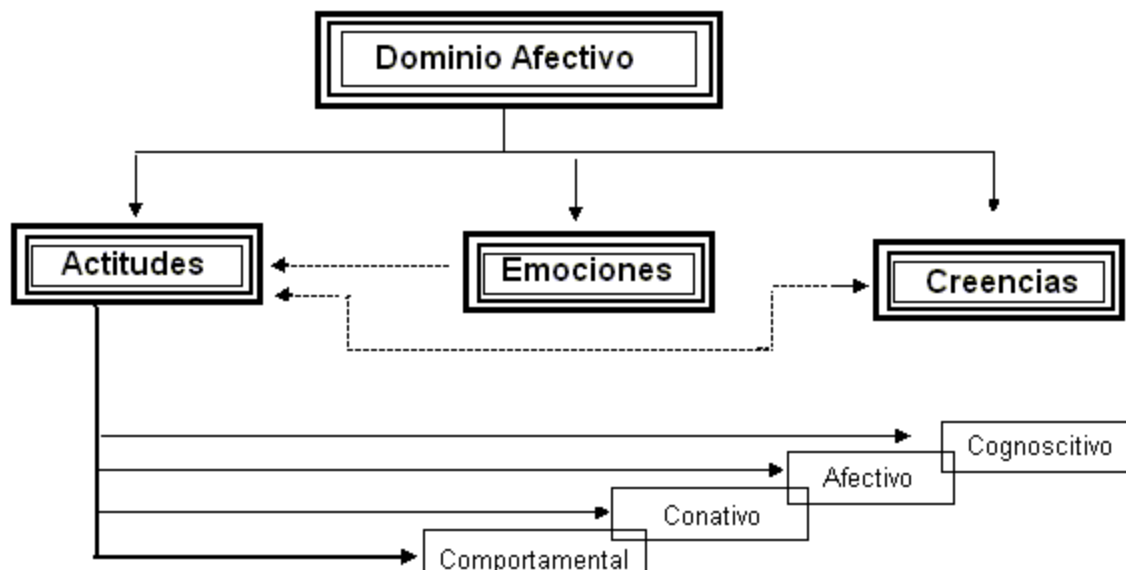 Dominio Afectivo
Actitudes
Emociones
Creencias
Cognoscitivo
Afectivo
Conativo
Comportamental